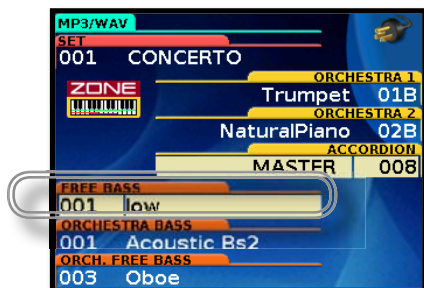 MP3/WAV
SET
001 CONCERTO
ZONE
ORCHESTRA 1
Trumpet 01B
ORCHESTRA 2
NaturalPiano 02B
ACCORDION
MASTER 008
FREE BASS
001 low
ORCHESTRA BASS
001 Acoustic Bs2
ORCH. FREE BASS
003 Oboe